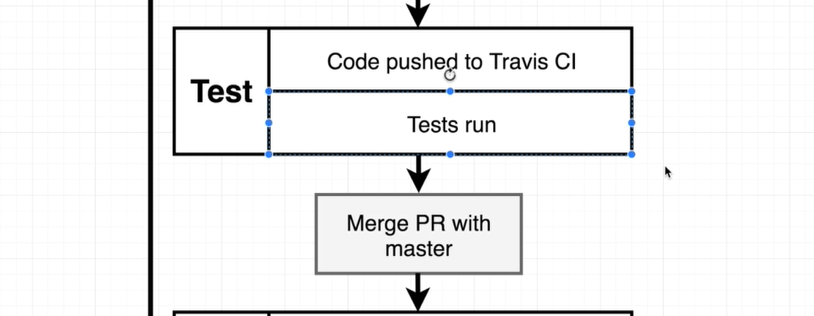 Code pushed to Travis CI
Test
Tests run
Merge PR with
master